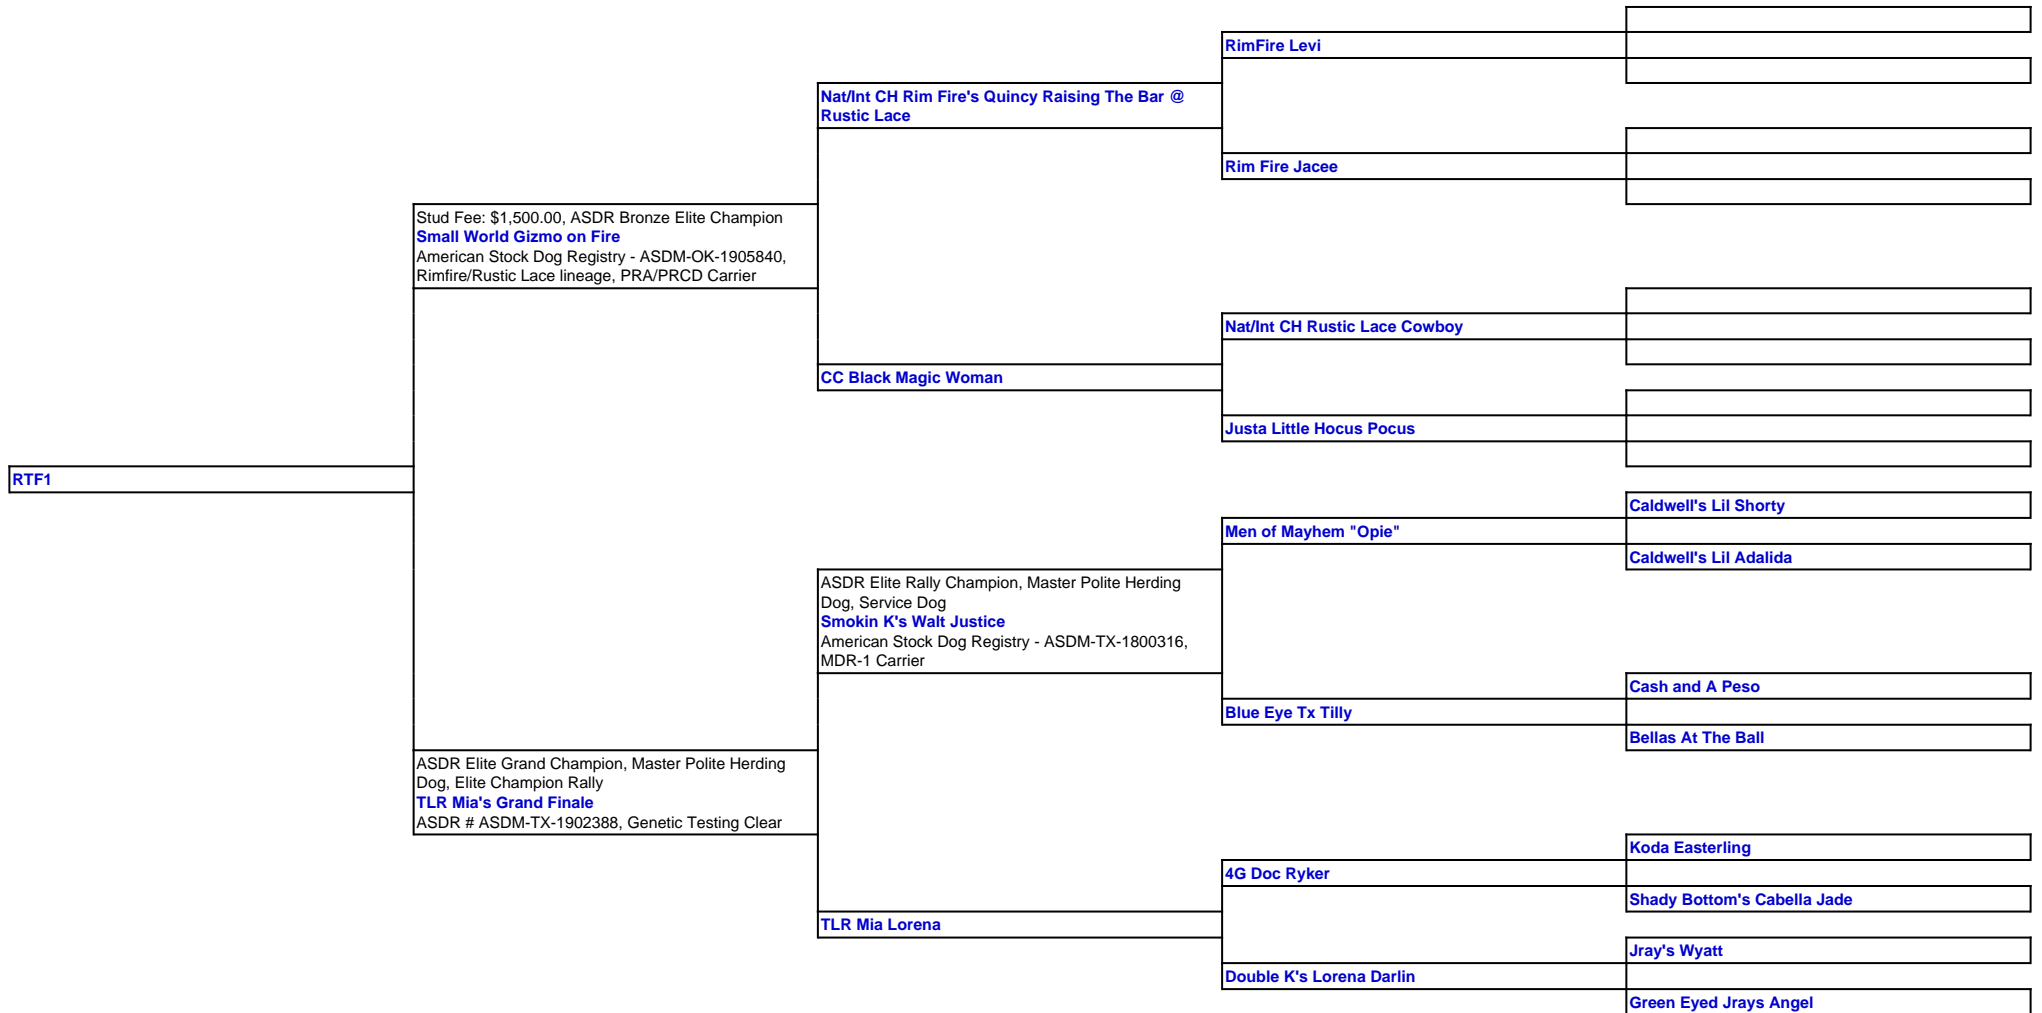 RimFire Levi
Nat/Int CH Rim Fire's Quincy Raising The Bar @
Rustic Lace
Rim Fire Jacee
Stud Fee: $1,500.00, ASDR Bronze Elite Champion
Small World Gizmo on Fire
American Stock Dog Registry - ASDM-OK-1905840,
Rimfire/Rustic Lace lineage, PRA/PRCD Carrier
Nat/Int CH Rustic Lace Cowboy
CC Black Magic Woman
Justa Little Hocus Pocus
RTF1
Caldwell's Lil Shorty
Men of Mayhem "Opie"
Caldwell's Lil Adalida
ASDR Elite Rally Champion, Master Polite Herding
Dog, Service Dog
Smokin K's Walt Justice
American Stock Dog Registry - ASDM-TX-1800316,
MDR-1 Carrier
Cash and A Peso
Blue Eye Tx Tilly
Bellas At The Ball
ASDR Elite Grand Champion, Master Polite Herding
Dog, Elite Champion Rally
TLR Mia's Grand Finale
ASDR # ASDM-TX-1902388, Genetic Testing Clear
Koda Easterling
4G Doc Ryker
Shady Bottom's Cabella Jade
TLR Mia Lorena
Jray's Wyatt
Double K's Lorena Darlin
Green Eyed Jrays Angel